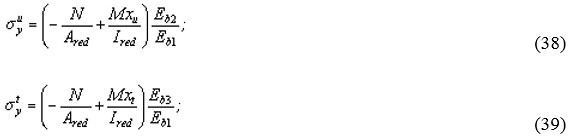 σ_y^u = (− N/A_red + Mx_u/I_red) E_b2/E_b1 ; (38)
σ_y^t = (− N/A_red + Mx_t/I_red) E_b3/E_b1 ; (39)